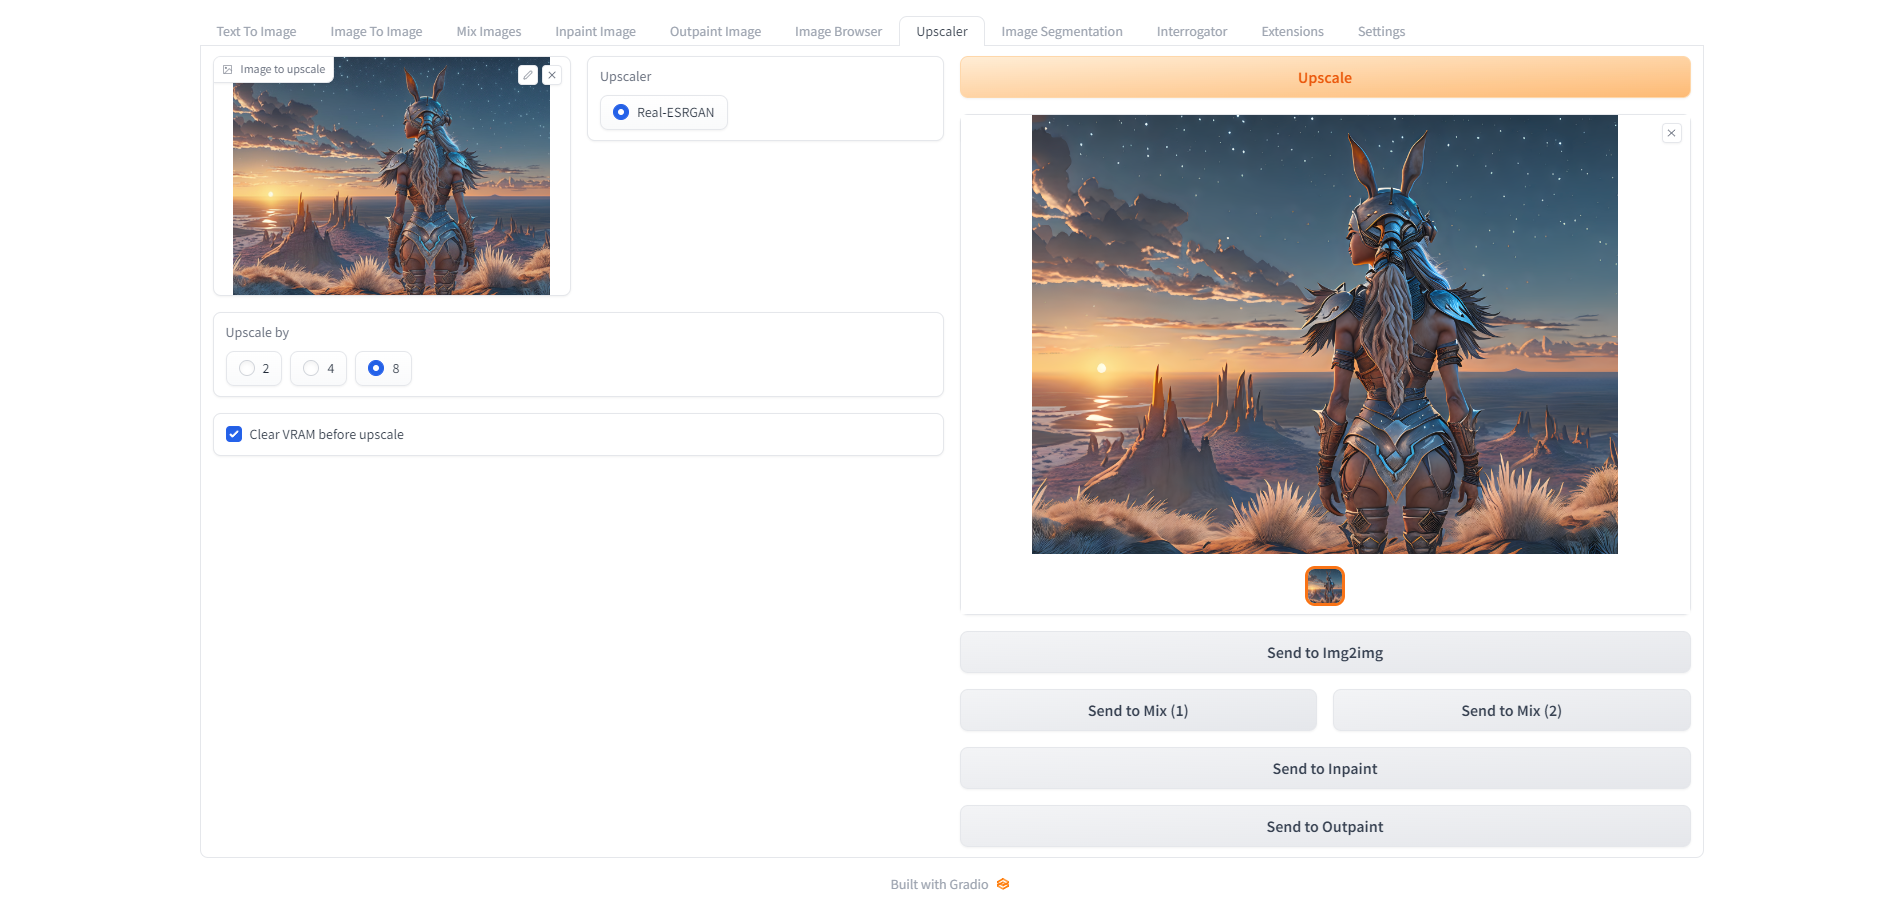 Text To Image
Image To Image
Mix Images
Inpaint Image
Outpaint Image
Image Browser
Upscaler
Image Segmentation
Interrogator
Extensions
Settings
Image to upscale
Upscaler
Real-ESRGAN
Upscale by
2
4
8
Clear VRAM before upscale
Upscale
Send to Img2img
Send to Mix (1)
Send to Mix (2)
Send to Inpaint
Send to Outpaint
Built with Gradio